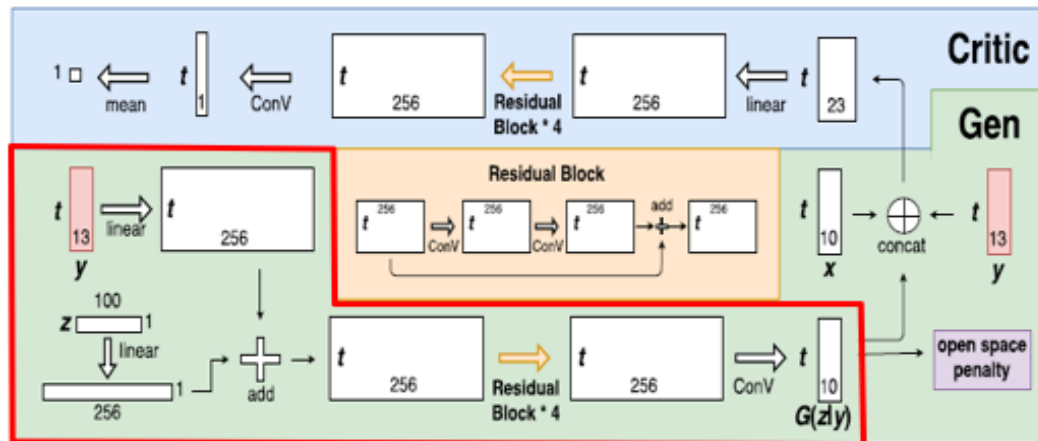 Critic
1
mean
t
1
ConV
t
256
Residual
Block * 4
t
256
linear
t
23
Gen
t
13
y
linear
t
256
Residual Block
t
256
ConV
t
256
ConV
t
256
add
t
256
t
10
x
concat
t
13
y
100
z
1
linear
1
256
add
t
256
Residual
Block * 4
t
256
ConV
t
10
G(z|y)
open space
penalty